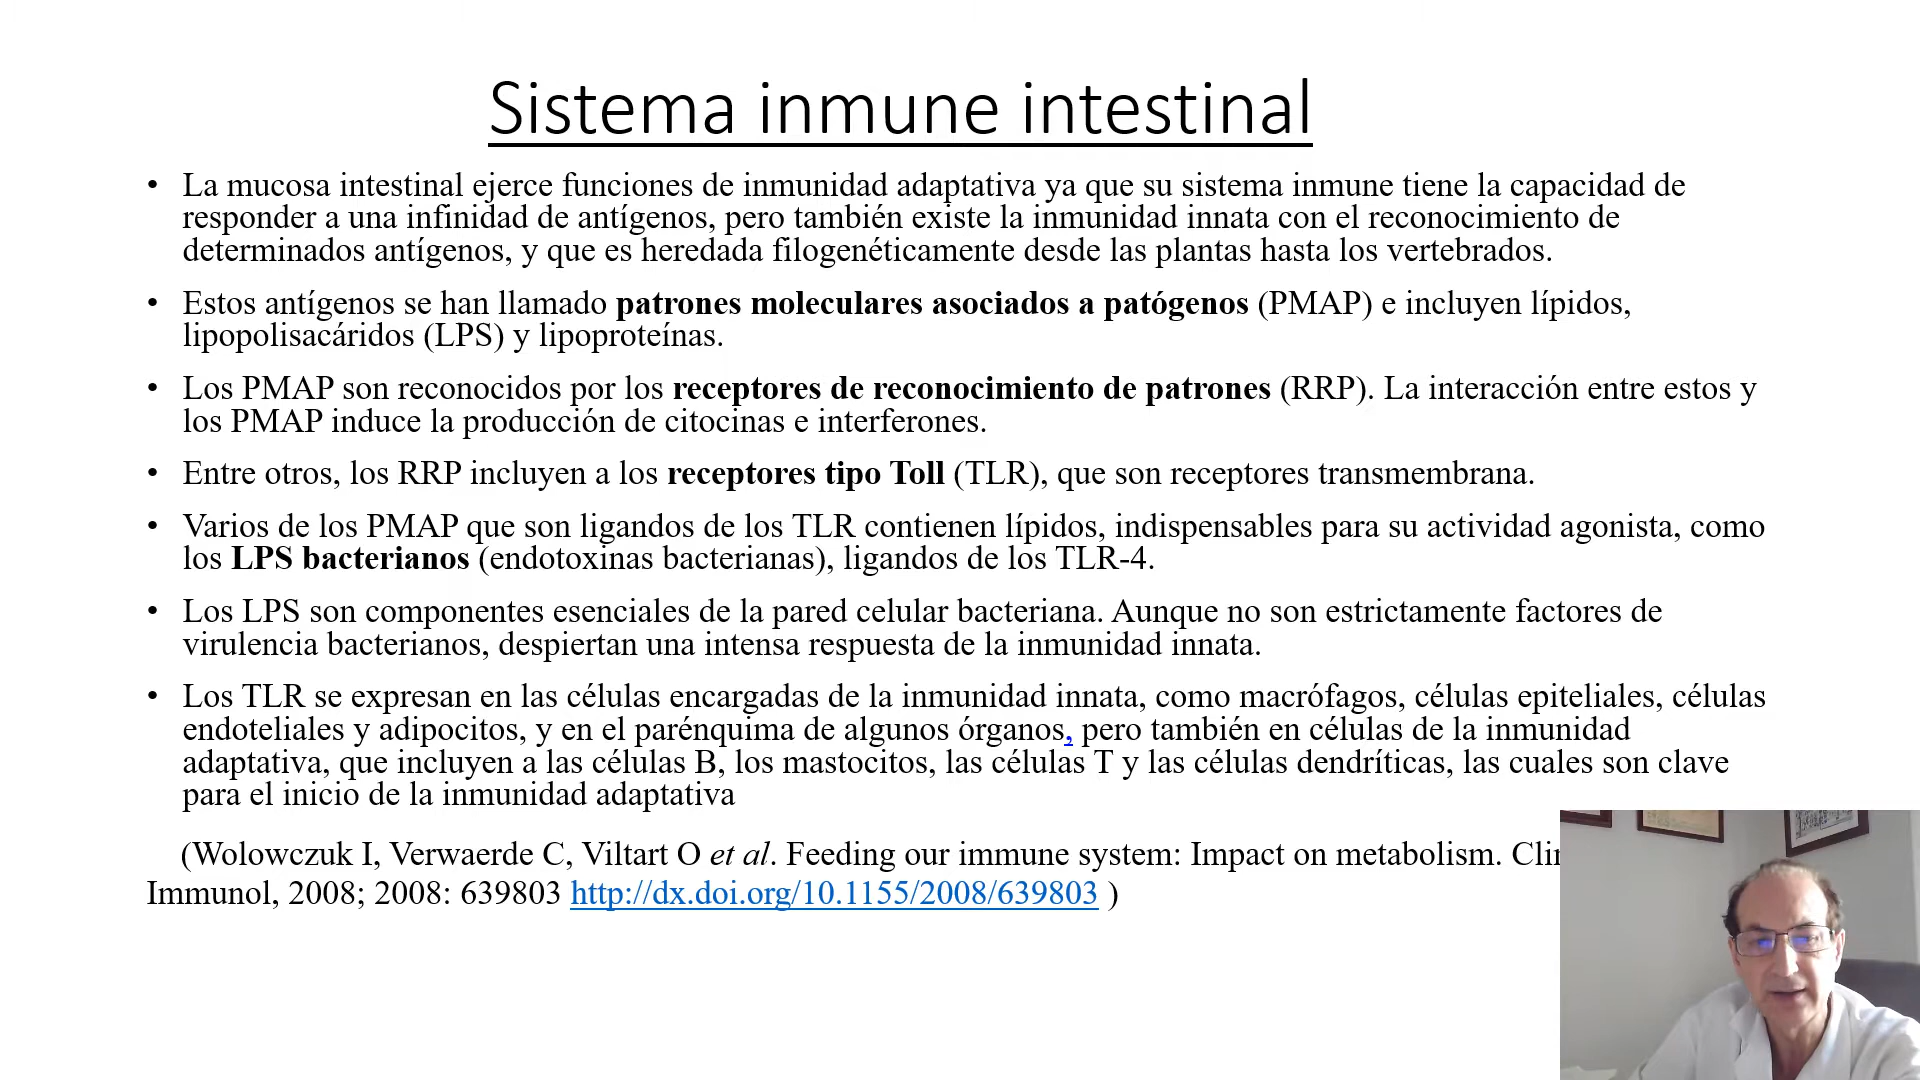 Sistema inmune intestinal
• La mucosa intestinal ejerce funciones de inmunidad adaptativa ya que su sistema inmune tiene la capacidad de
responder a una infinidad de antígenos, pero también existe la inmunidad innata con el reconocimiento de
determinados antígenos, y que es heredada filogenéticamente desde las plantas hasta los vertebrados.
• Estos antígenos se han llamado patrones moleculares asociados a patógenos (PMAP) e incluyen lípidos,
lipopolisacáridos (LPS) y lipoproteínas.
• Los PMAP son reconocidos por los receptores de reconocimiento de patrones (RRP). La interacción entre estos y
los PMAP induce la producción de citocinas e interferones.
• Entre otros, los RRP incluyen a los receptores tipo Toll (TLR), que son receptores transmembrana.
• Varios de los PMAP que son ligandos de los TLR contienen lípidos, indispensables para su actividad agonista, como
los LPS bacterianos (endotoxinas bacterianas), ligandos de los TLR-4.
• Los LPS son componentes esenciales de la pared celular bacteriana. Aunque no son estrictamente factores de
virulencia bacterianos, despiertan una intensa respuesta de la inmunidad innata.
• Los TLR se expresan en las células encargadas de la inmunidad innata, como macrófagos, células epiteliales, células
endoteliales y adipocitos, y en el parénquima de algunos órganos, pero también en células de la inmunidad
adaptativa, que incluyen a las células B, los mastocitos, las células T y las células dendríticas, las cuales son clave
para el inicio de la inmunidad adaptativa
(Wolowczuk I, Verwaerde C, Viltart O et al. Feeding our immune system: Impact on metabolism.
Immunol, 2008; 2008: 639803 http://dx.doi.org/10.1155/2008/639803 )